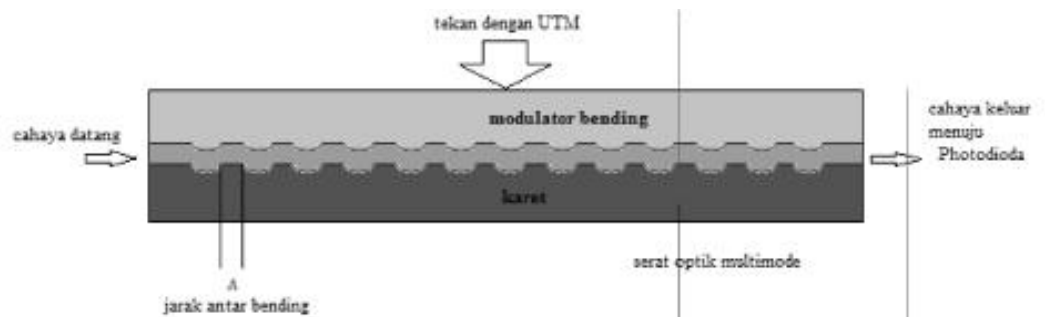 tekan dengan UTM
modulator bending
cahaya datang
cahaya keluar
menuju
Photodioda
karet
serat optik multimode
A
jarak antar bending